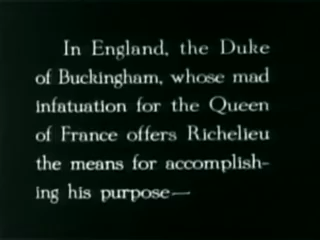 In England, the Duke
of Buckingham, whose mad
infatuation for the Queen
of France offers Richelieu
the means for accomplish-
ing his purpose—